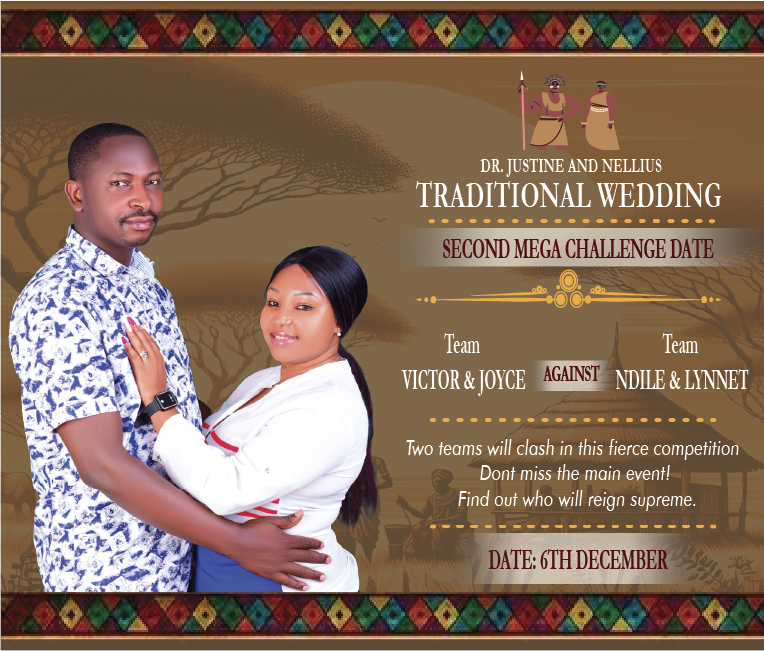 DR. JUSTINE AND NELLIUS
TRADITIONAL WEDDING
SECOND MEGA CHALLENGE DATE
Team
VICTOR & JOYCE
AGAINST
Team
NDILE & LYNNET
Two teams will clash in this fierce competition
Dont miss the main event!
Find out who will reign supreme.
DATE: 6TH DECEMBER